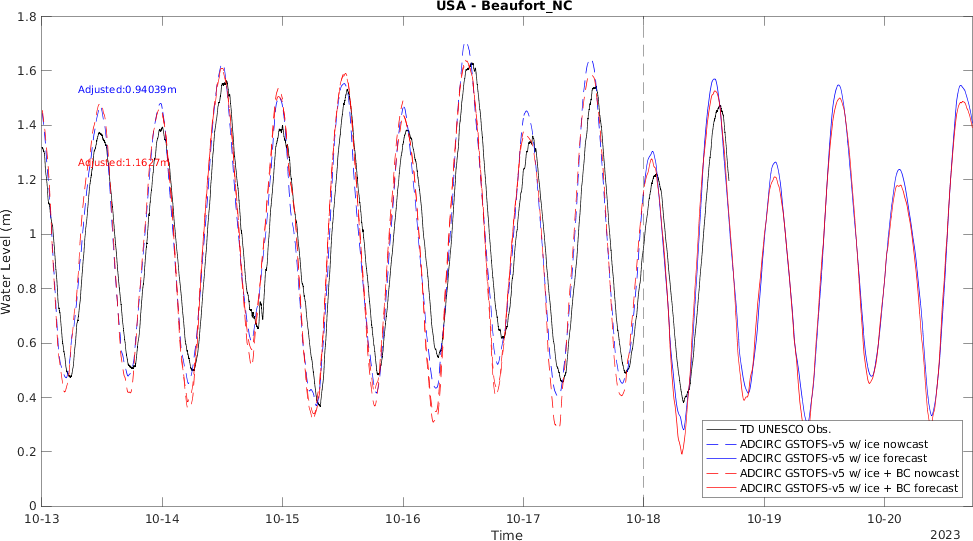 USA - Beaufort_NC
1.8
1.6
1.4
1.2
1
0.8
0.6
0.4
0.2
0
Water Level (m)
Adjusted:0.94039m
Adjusted:1.1627m
TD UNESCO Obs.
ADCIRC GSTOFS-v5 w/ ice nowcast
ADCIRC GSTOFS-v5 w/ ice forecast
ADCIRC GSTOFS-v5 w/ ice + BC nowcast
ADCIRC GSTOFS-v5 w/ ice + BC forecast
10-13 10-14 10-15 10-16 10-17 10-18 10-19 10-20
Time
2023